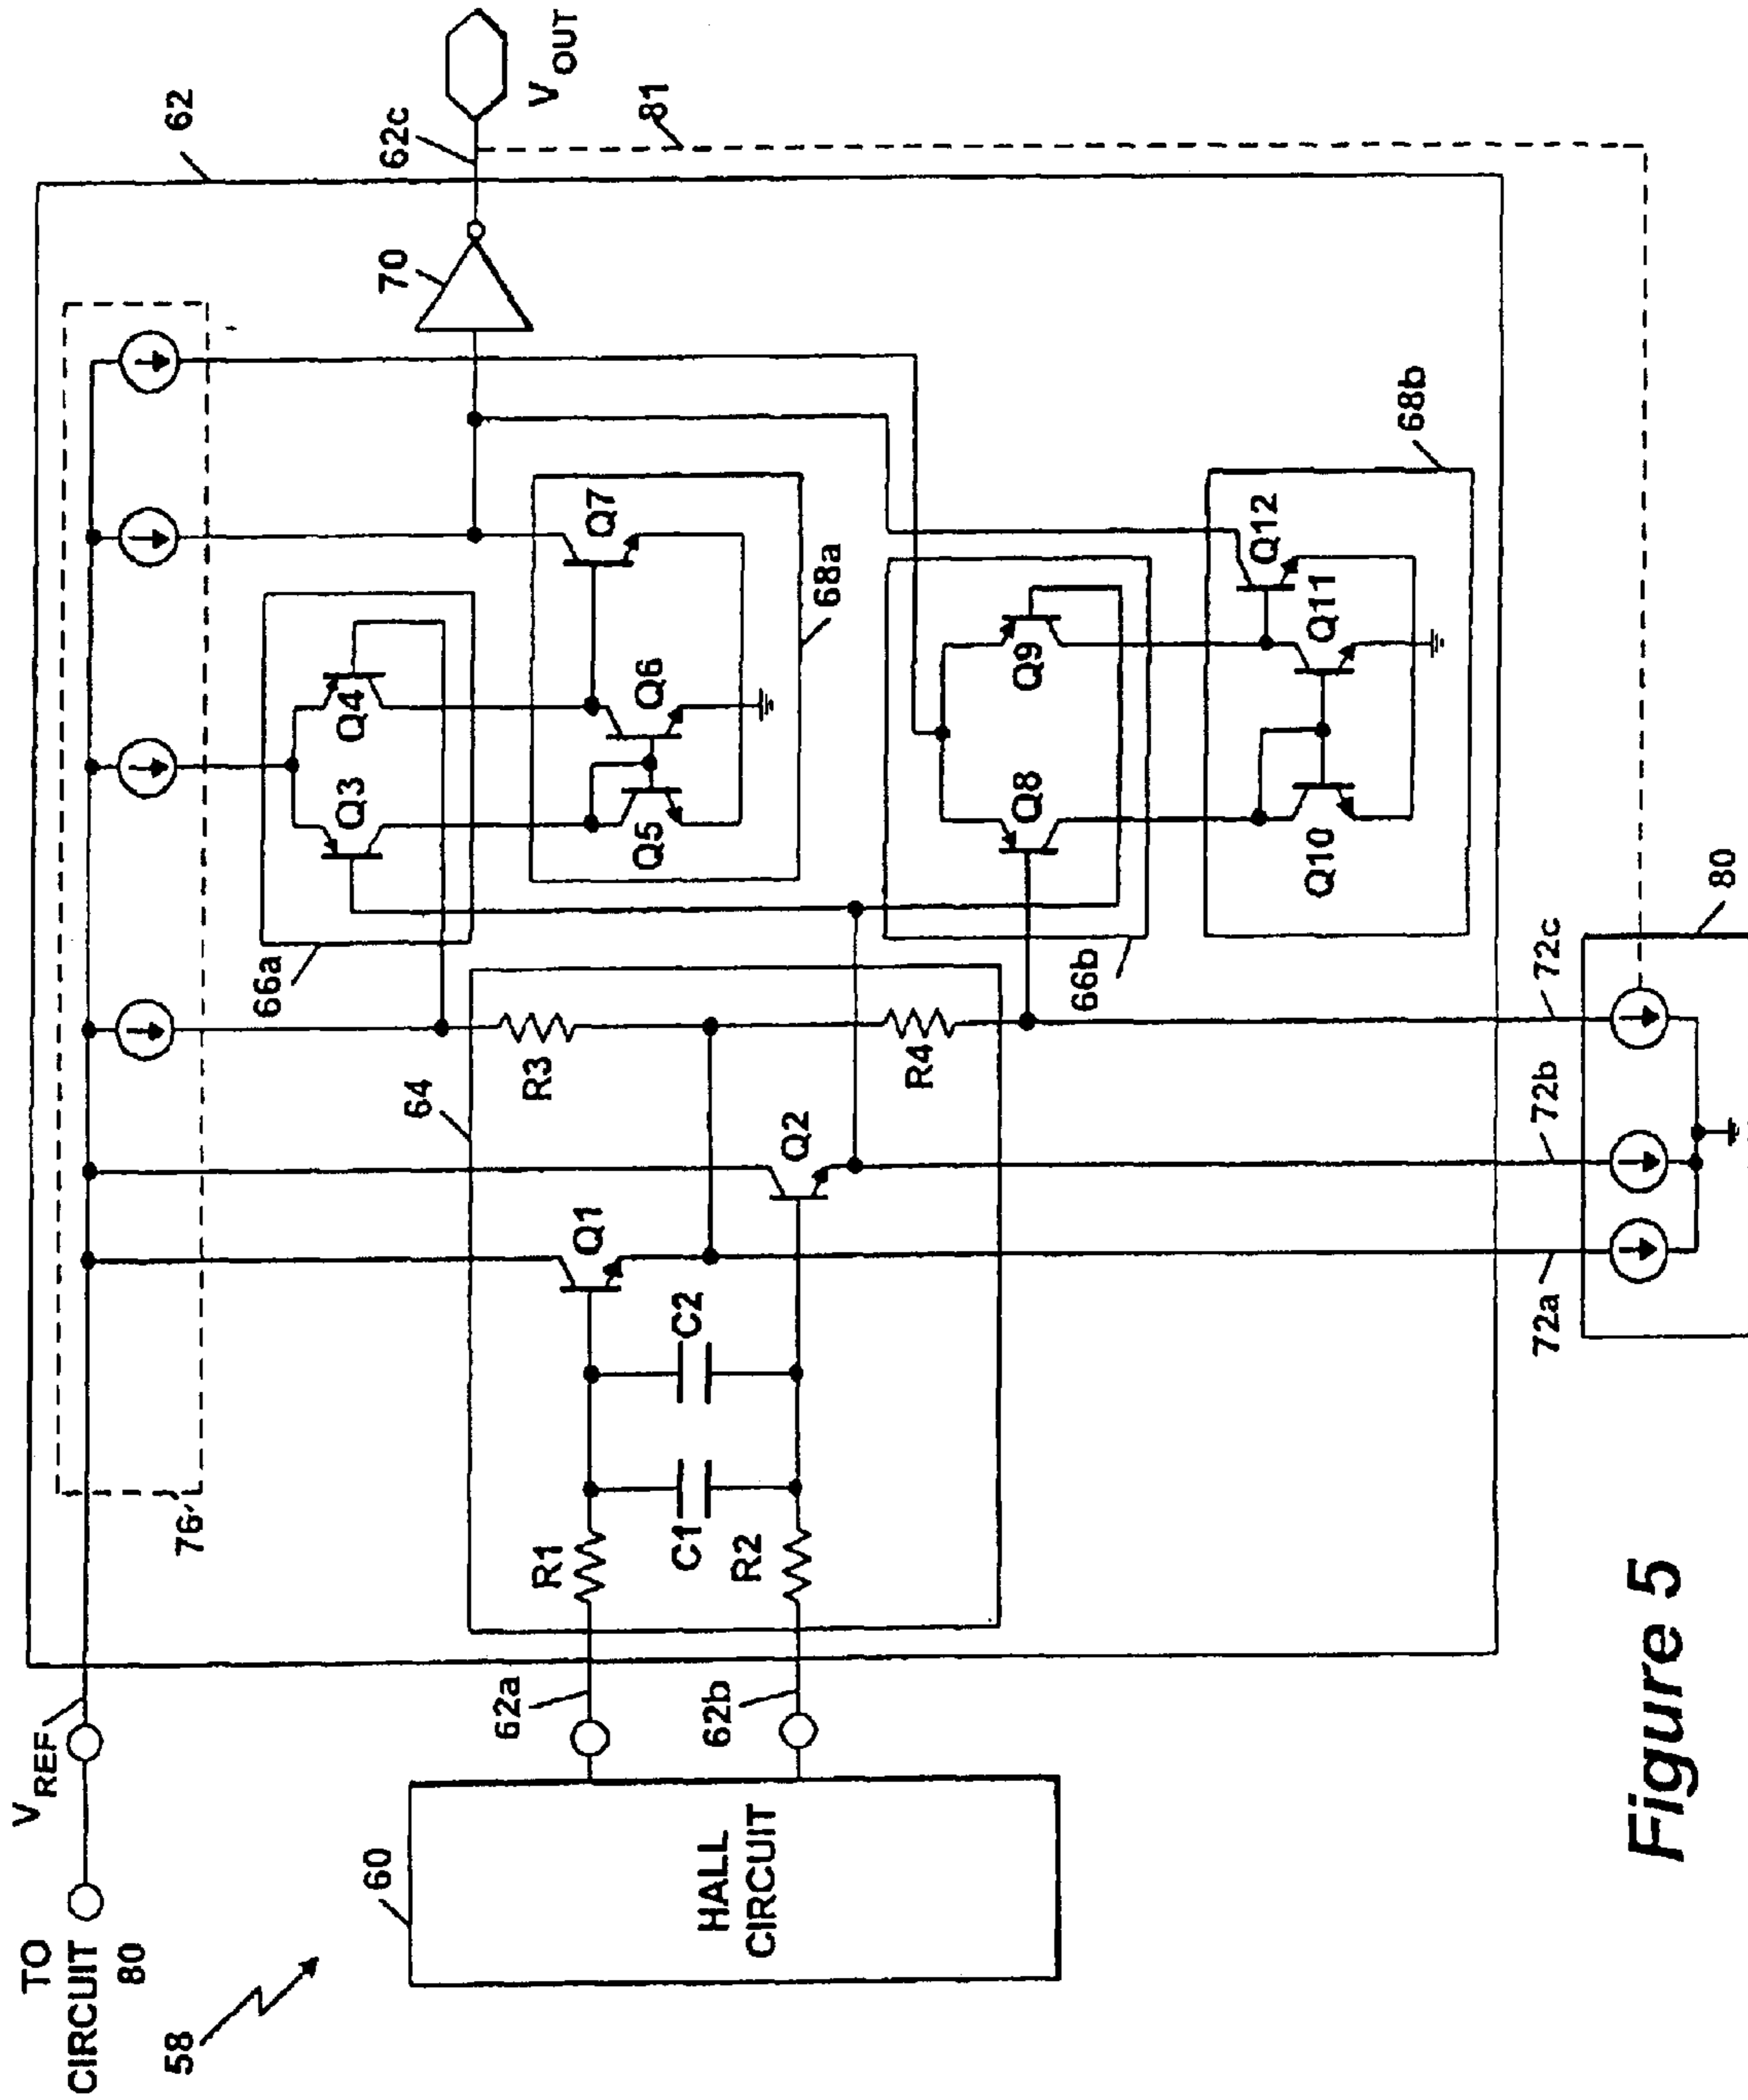 TO
CIRCUIT
80
V REF
58
60
HALL
CIRCUIT
62
62a
62b
62c
V OUT
76
64
R1
R2
C1
C2
Q1
Q2
R3
R4
66a
Q3
Q4
68a
Q5
Q6
Q7
70
81
66b
Q8
Q9
68b
Q10
Q11
Q12
72a
72b
72c
80
Figure 5